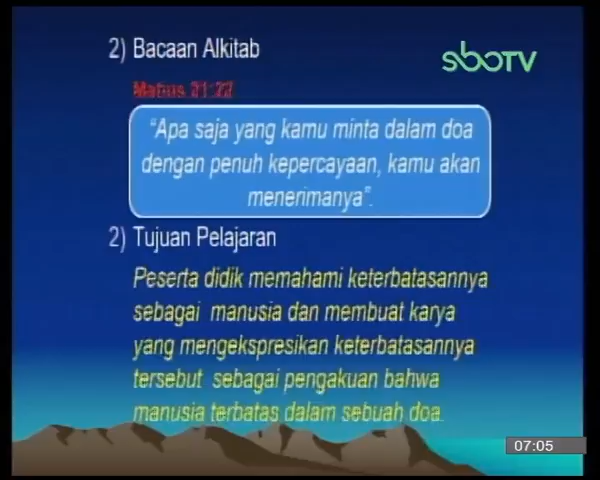 2) Bacaan Alkitab
sboTV
Matius 21:22
“Apa saja yang kamu minta dalam doa
dengan penuh kepercayaan, kamu akan
menerimanya”.
2) Tujuan Pelajaran
Peserta didik memahami keterbatasannya
sebagai manusia dan membuat karya
yang mengekspresikan keterbatasannya
tersebut sebagai pengakuan bahwa
manusia terbatas dalam sebuah doa.
07:05